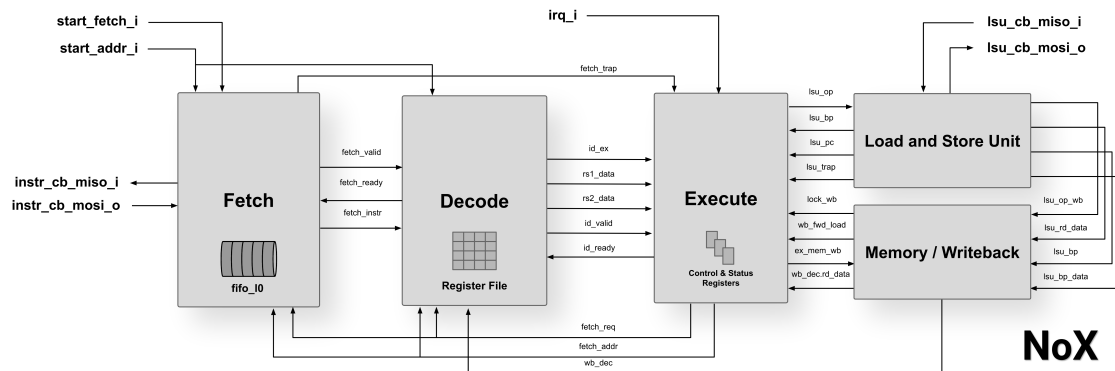 start_fetch_i
start_addr_i
irq_i
lsu_cb_miso_i
lsu_cb_mosi_o
fetch_trap
lsu_op
lsu_bp
lsu_pc
lsu_trap
Load and Store Unit
fetch_valid
fetch_ready
fetch_instr
id_ex
rs1_data
rs2_data
id_valid
id_ready
instr_cb_miso_i
instr_cb_mosi_o
Fetch
Decode
Execute
fifo_l0
Register File
Control & Status
Registers
lock_wb
wb_fwd_load
ex_mem_wb
wb_dec.rd_data
Memory / Writeback
lsu_op_wb
lsu_rd_data
lsu_bp
lsu_bp_data
fetch_req
fetch_addr
wb_dec
NoX